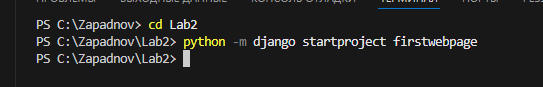 PS C:\Zapadnov> cd Lab2
PS C:\Zapadnov\Lab2> python -m django startproject firstwebpage
PS C:\Zapadnov\Lab2>